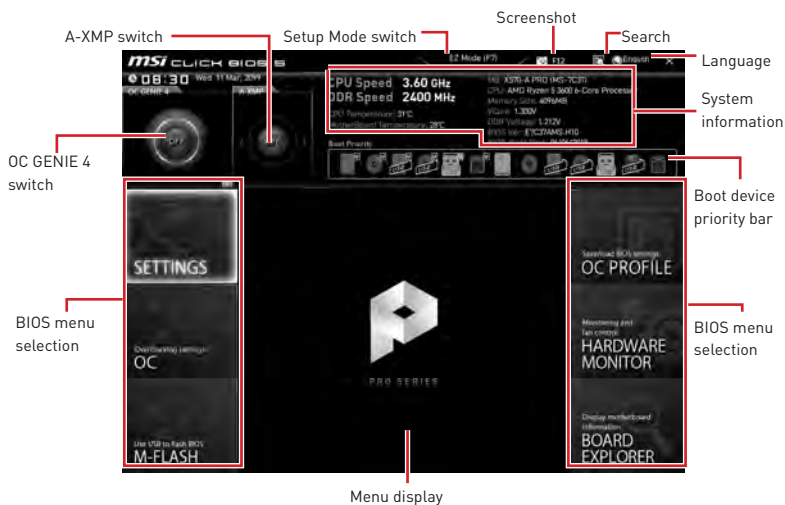 Screenshot
A-XMP switch
Setup Mode switch
Search
msi CLICK BIOS 5
EZ Mode (F7)
F12
English
X
Language
08:30 Wed 11 Mar, 2019
OC GENIE 4
A-XMP
CPU Speed 3.60 GHz
DDR Speed 2400 MHz
CPU Temperature: 31°C
MotherBoard Temperature: 28°C
MB: X570-A PRO (MS-7C37)
CPU: AMD Ryzen 5 3600 6-Core Processor
Memory Size: 4096MB
VCore: 1.300V
DDR Voltage: 1.212V
BIOS Ver: E7C37AMS.H10
System
information
OFF
Boot Priority
USB
OC GENIE 4
switch
Boot device
priority bar
SETTINGS
Overclocking settings
OC
Use USB to flash BIOS
M-FLASH
PRO SERIES
Save/load BIOS settings
OC PROFILE
Monitoring and
fan control
HARDWARE
MONITOR
Display motherboard
information
BOARD
EXPLORER
BIOS menu
selection
BIOS menu
selection
Menu display